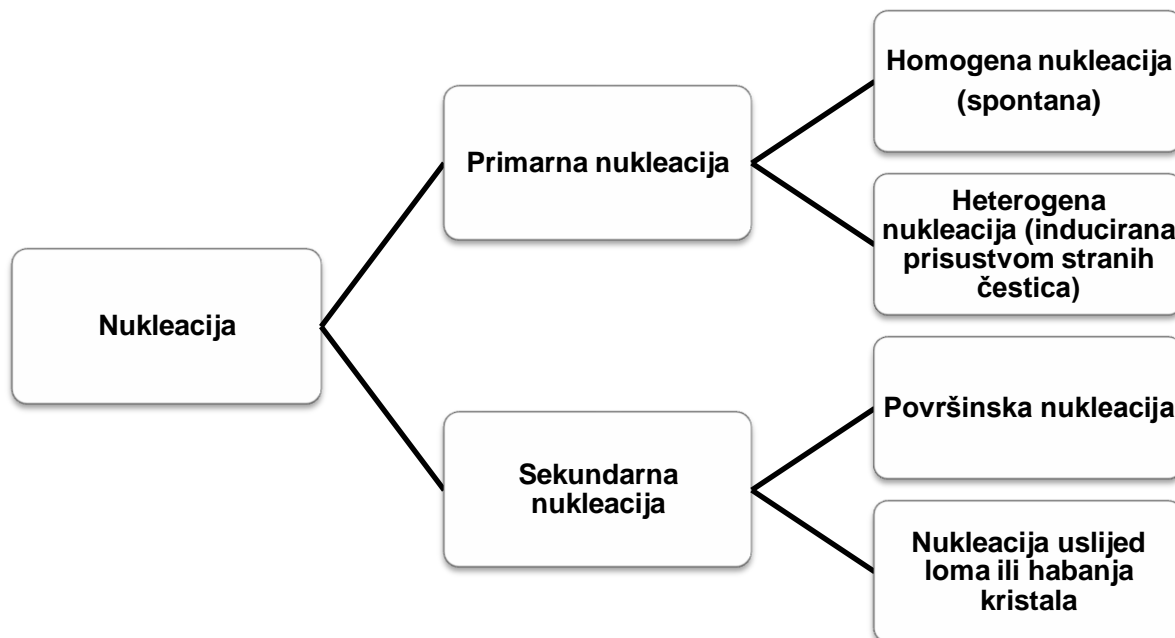 Nukleacija
Primarna nukleacija
Homogena nukleacija
(spontana)
Heterogena
nukleacija (inducirana
prisustvom stranih
čestica)
Sekundarna
nukleacija
Površinska nukleacija
Nukleacija uslijed
loma ili habanja
kristala